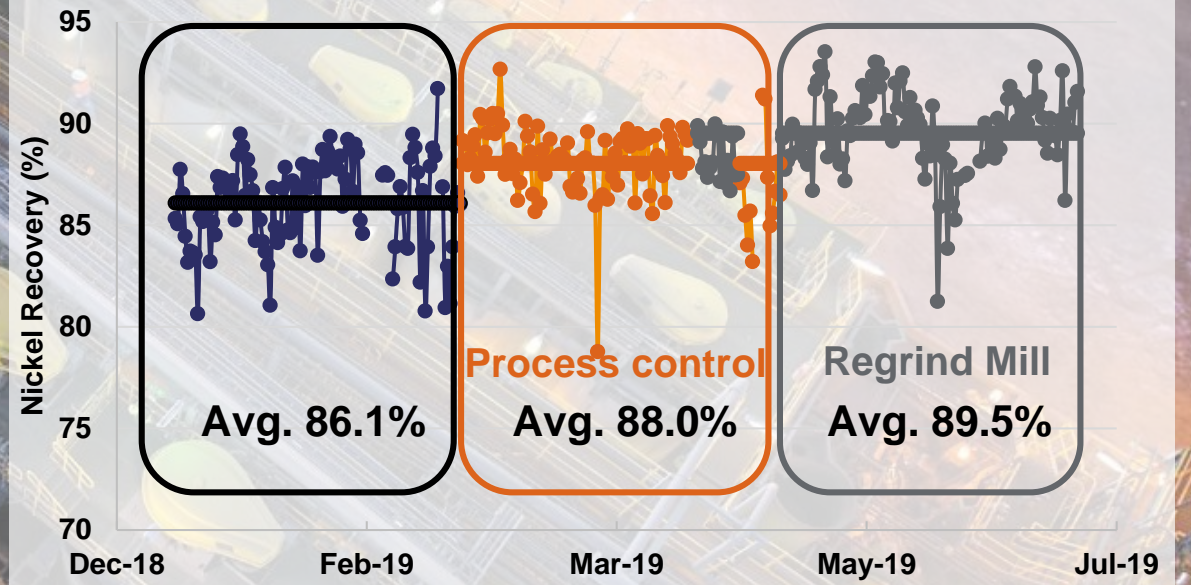 95
90
85
80
75
70
Nickel Recovery (%)
Process control
Regrind Mill
Avg. 86.1%
Avg. 88.0%
Avg. 89.5%
Dec-18
Feb-19
Mar-19
May-19
Jul-19